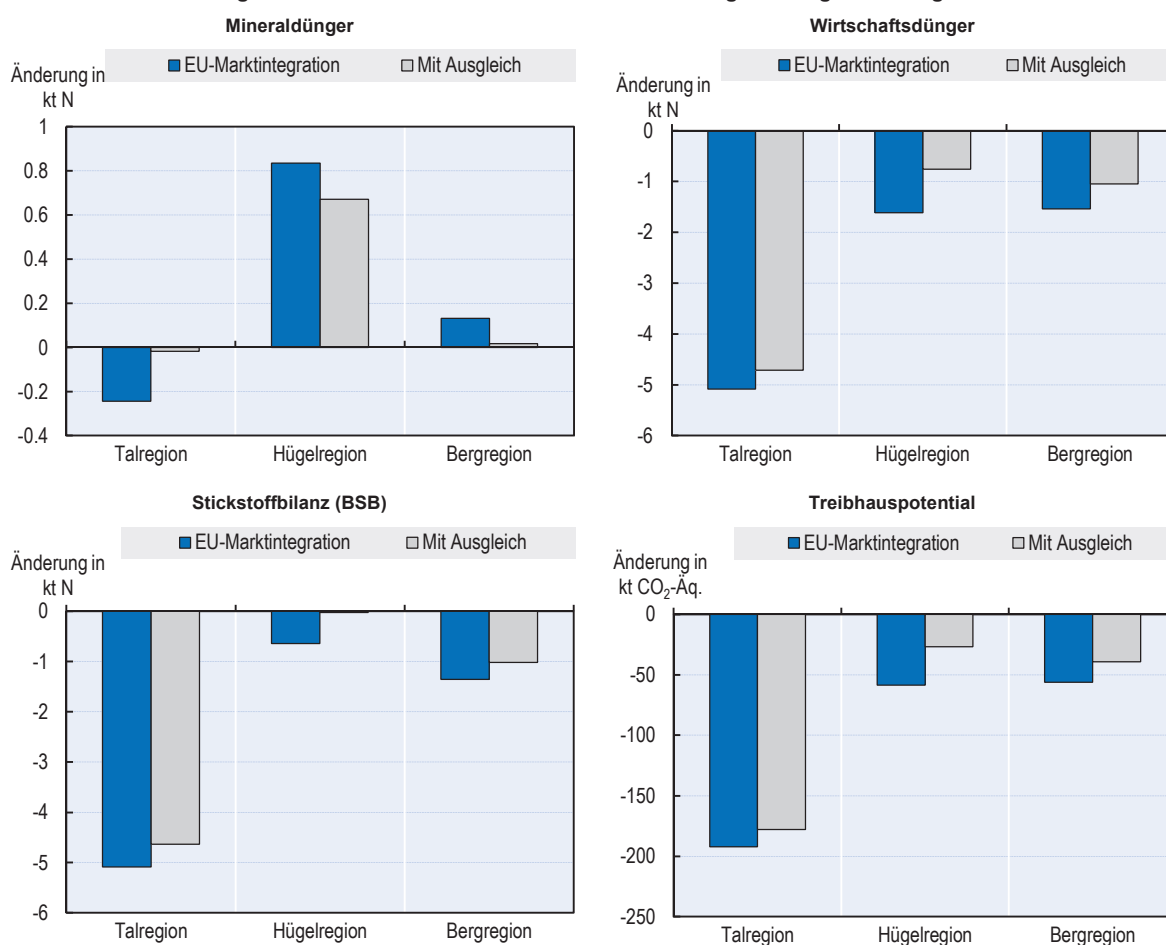 Mineraldünger
EU-Marktintegration
Mit Ausgleich
Änderung in
kt N
1
0.8
0.6
0.4
0.2
0
-0.2
-0.4
Talregion
Hügelregion
Bergregion
Wirtschaftsdünger
EU-Marktintegration
Mit Ausgleich
Änderung in
kt N
0
-1
-2
-3
-4
-5
-6
Talregion
Hügelregion
Bergregion
Stickstoffbilanz (BSB)
EU-Marktintegration
Mit Ausgleich
Änderung in
kt N
0
-1
-2
-3
-4
-5
-6
Talregion
Hügelregion
Bergregion
Treibhauspotential
EU-Marktintegration
Mit Ausgleich
Änderung in
kt CO₂-Äq.
0
-50
-100
-150
-200
-250
Talregion
Hügelregion
Bergregion